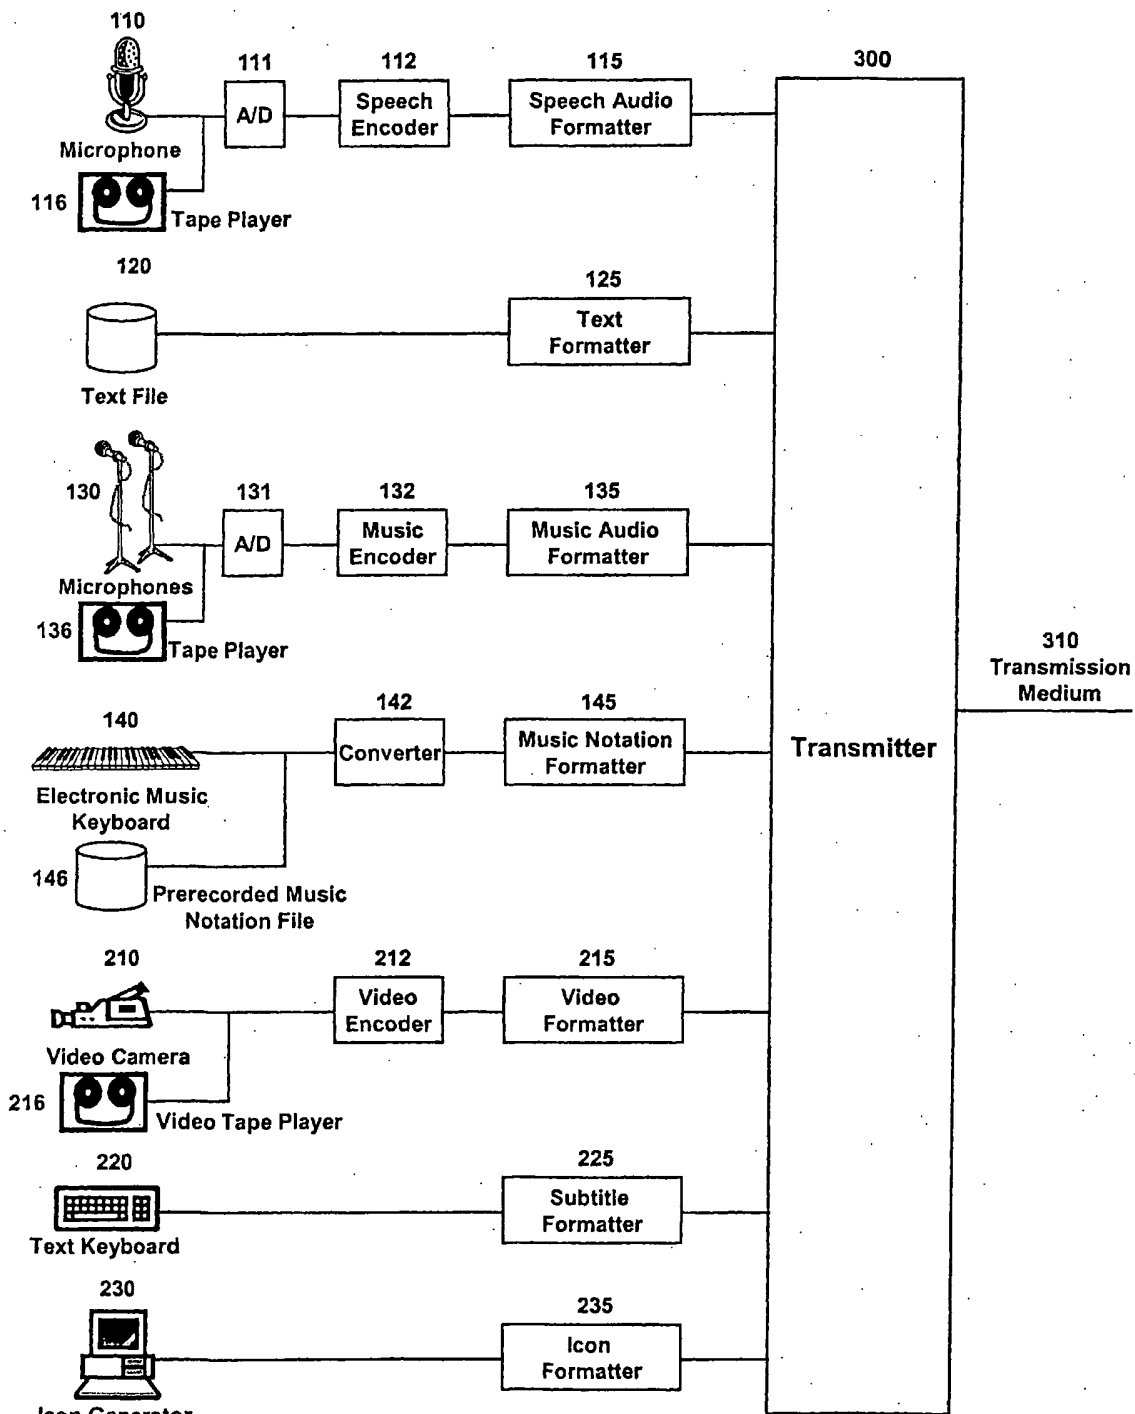 110
Microphone
116
Tape Player
111
A/D
112
Speech
Encoder
115
Speech Audio
Formatter
300
Transmitter
120
Text File
125
Text
Formatter
130
Microphones
136
Tape Player
131
A/D
132
Music
Encoder
135
Music Audio
Formatter
310
Transmission
Medium
140
Electronic Music
Keyboard
146
Prerecorded Music
Notation File
142
Converter
145
Music Notation
Formatter
210
Video Camera
216
Video Tape Player
212
Video
Encoder
215
Video
Formatter
220
Text Keyboard
225
Subtitle
Formatter
230
Icon Generator
235
Icon
Formatter